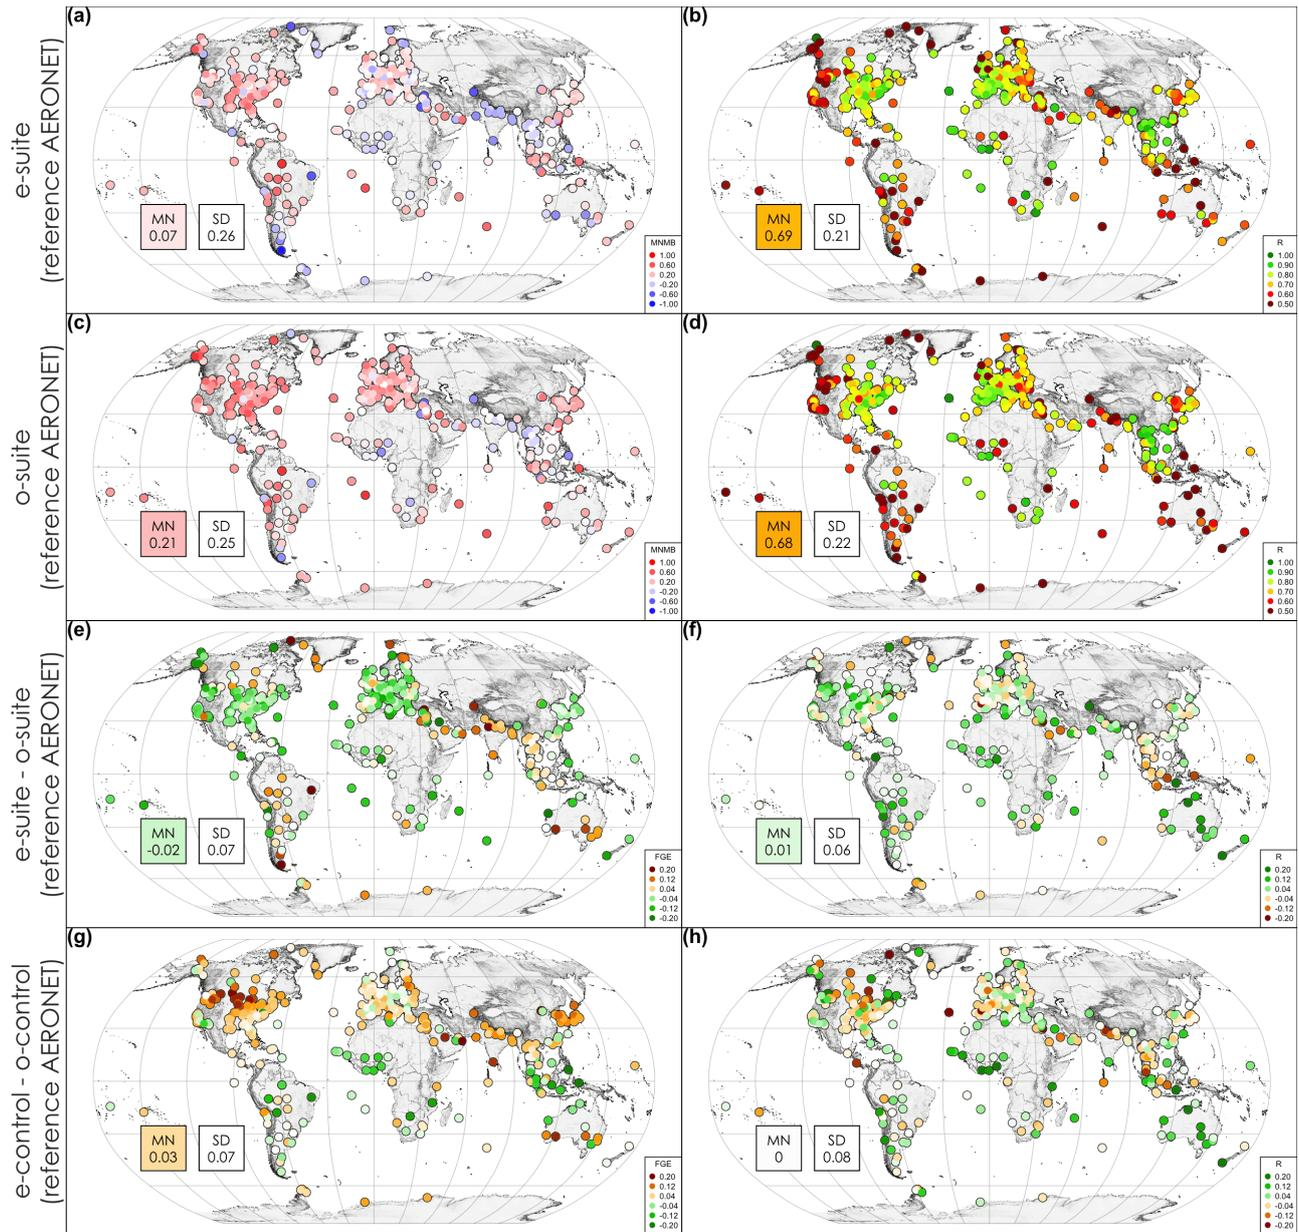 e-suite
(reference AERONET)
(a)
MN
0.07
SD
0.26
MNMB
1.00
0.60
0.20
-0.20
-0.60
-1.00
(b)
MN
0.69
SD
0.21
R
1.00
0.90
0.80
0.70
0.60
0.50
o-suite
(reference AERONET)
(c)
MN
0.21
SD
0.25
MNMB
1.00
0.60
0.20
-0.20
-0.60
-1.00
(d)
MN
0.68
SD
0.22
R
1.00
0.90
0.80
0.70
0.60
0.50
e-suite - o-suite
(reference AERONET)
(e)
MN
-0.02
SD
0.07
FGE
0.20
0.12
0.04
-0.04
-0.12
-0.20
(f)
MN
0.01
SD
0.06
R
0.20
0.12
0.04
-0.04
-0.12
-0.20
e-control - o-control
(reference AERONET)
(g)
MN
0.03
SD
0.07
FGE
0.20
0.12
0.04
-0.04
-0.12
-0.20
(h)
MN
0
SD
0.08
R
0.20
0.12
0.04
-0.04
-0.12
-0.20